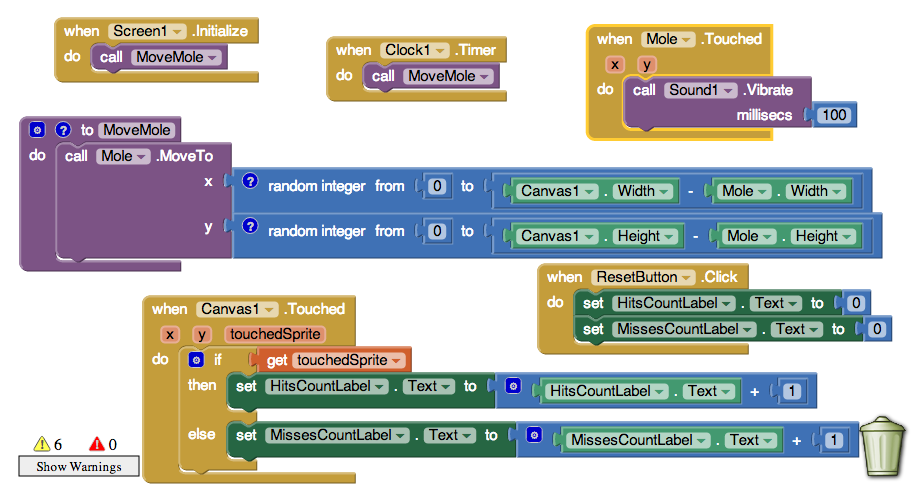 when Screen1 .Initialize
do call MoveMole
when Clock1 .Timer
do call MoveMole
when Mole .Touched
x y
do call Sound1 .Vibrate
millisecs 100
? to MoveMole
do call Mole .MoveTo
x ? random integer from 0 to Canvas1 . Width - Mole . Width
y ? random integer from 0 to Canvas1 . Height - Mole . Height
when ResetButton .Click
do set HitsCountLabel . Text to 0
set MissesCountLabel . Text to 0
when Canvas1 .Touched
x y touchedSprite
do if get touchedSprite
then set HitsCountLabel . Text to HitsCountLabel . Text + 1
else set MissesCountLabel . Text to MissesCountLabel . Text + 1
6 0
Show Warnings